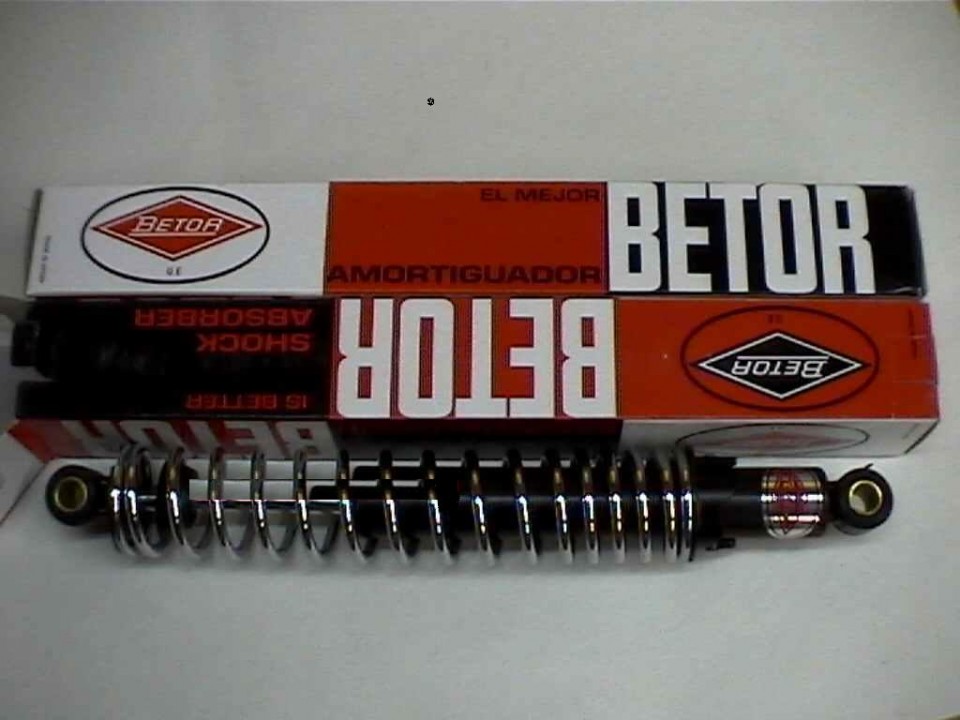 BETOR
EL MEJOR
AMORTIGUADOR
BETOR
SHOCK
ABSORBER
IS BETTER
BETOR
BETOR
BETOR